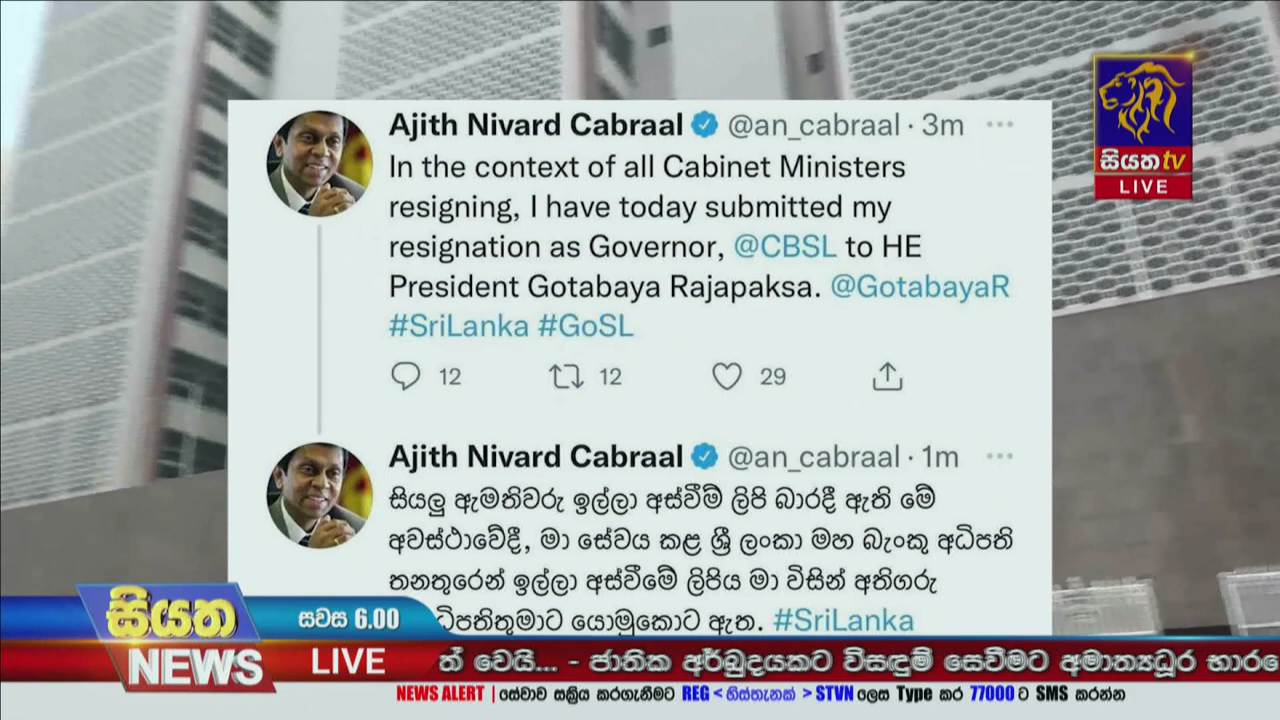 Ajith Nivard Cabraal @an_cabraal · 3m
In the context of all Cabinet Ministers
resigning, I have today submitted my
resignation as Governor, @CBSL to HE
President Gotabaya Rajapaksa. @GotabayaR
#SriLanka #GoSL
12 12 29
Ajith Nivard Cabraal @an_cabraal · 1m
සියලු ඇමතිවරු ඉල්ලා අස්වීම් ලිපි බාරදී ඇති මේ
අවස්ථාවේදී, මා සේවය කළ ශ්‍රී ලංකා මහ බැංකු අධිපති
තනතුරෙන් ඉල්ලා අස්වීමේ ලිපිය මා විසින් අතිගරු
ධිපතිතුමාට යොමුකොට ඇත. #SriLanka
සියත tv
LIVE
සියත
NEWS
සවස 6.00
LIVE
ත් වෙයි... - ජාතික අර්බුදයකට විසඳුම් සෙවීමට අමාත්‍යධූර භාර
NEWS ALERT | සේවාව සක්‍රිය කරගැනීමට REG < හිස්තැනක් > STVN ලෙස Type කර 77000 ට SMS කරන්න